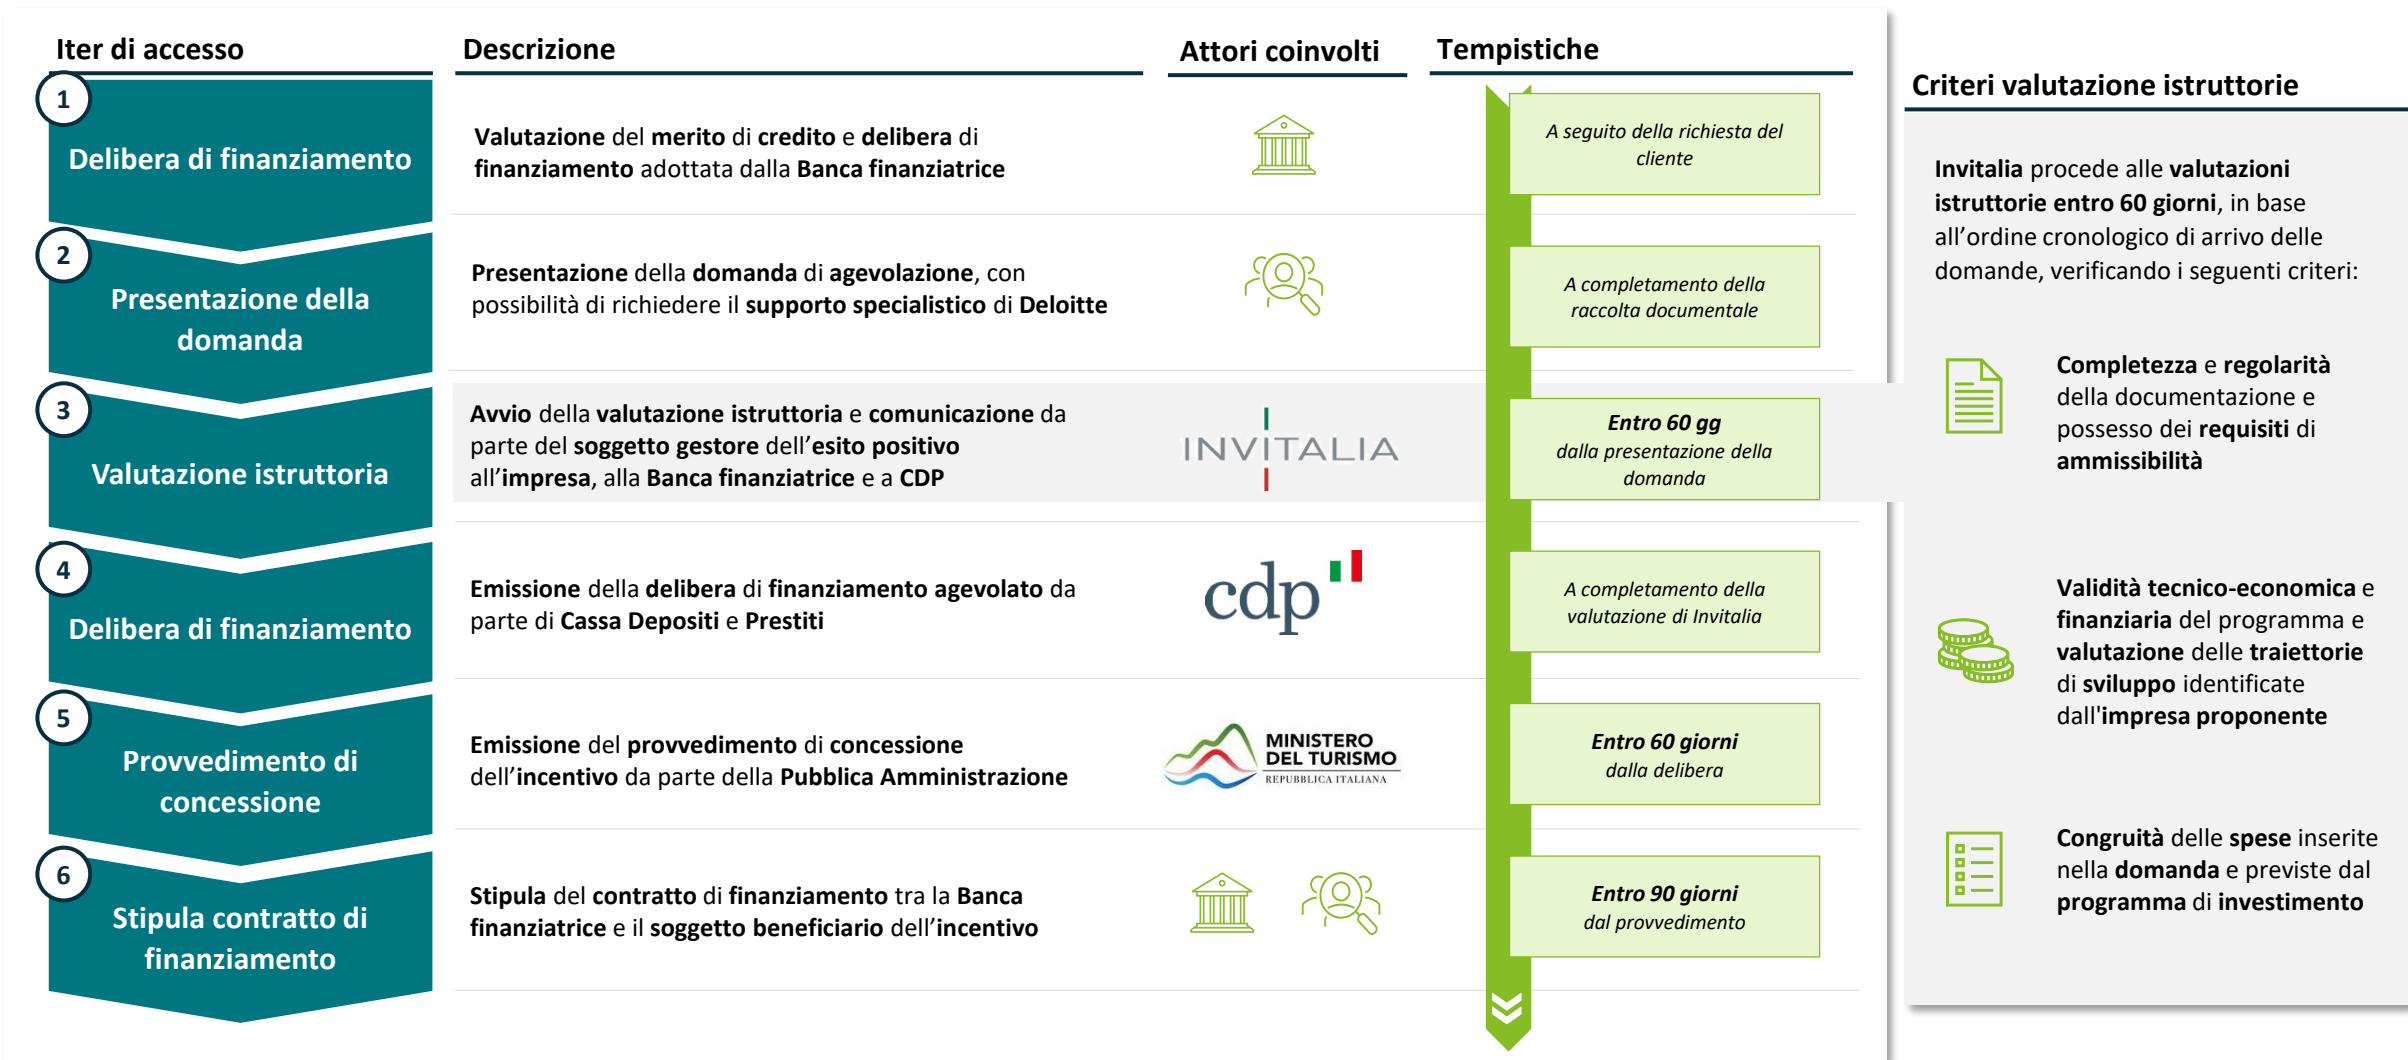 Iter di accesso
Descrizione
Attori coinvolti
Tempistiche
1
Delibera di finanziamento
Valutazione del merito di credito e delibera di
finanziamento adottata dalla Banca finanziatrice
A seguito della richiesta del
cliente
2
Presentazione della
domanda
Presentazione della domanda di agevolazione, con
possibilità di richiedere il supporto specialistico di Deloitte
A completamento della
raccolta documentale
3
Valutazione istruttoria
Avvio della valutazione istruttoria e comunicazione da
parte del soggetto gestore dell’esito positivo
all’impresa, alla Banca finanziatrice e a CDP
INVITALIA
Entro 60 gg
dalla presentazione della
domanda
4
Delibera di finanziamento
Emissione della delibera di finanziamento agevolato da
parte di Cassa Depositi e Prestiti
cdp
A completamento della
valutazione di Invitalia
5
Provvedimento di
concessione
Emissione del provvedimento di concessione
dell’incentivo da parte della Pubblica Amministrazione
MINISTERO
DEL TURISMO
REPUBBLICA ITALIANA
Entro 60 giorni
dalla delibera
6
Stipula contratto di
finanziamento
Stipula del contratto di finanziamento tra la Banca
finanziatrice e il soggetto beneficiario dell’incentivo
Entro 90 giorni
dal provvedimento
Criteri valutazione istruttorie
Invitalia procede alle valutazioni
istruttorie entro 60 giorni, in base
all’ordine cronologico di arrivo delle
domande, verificando i seguenti criteri:
Completezza e regolarità
della documentazione e
possesso dei requisiti di
ammissibilità
Validità tecnico-economica e
finanziaria del programma e
valutazione delle traiettorie
di sviluppo identificate
dall'impresa proponente
Congruità delle spese inserite
nella domanda e previste dal
programma di investimento